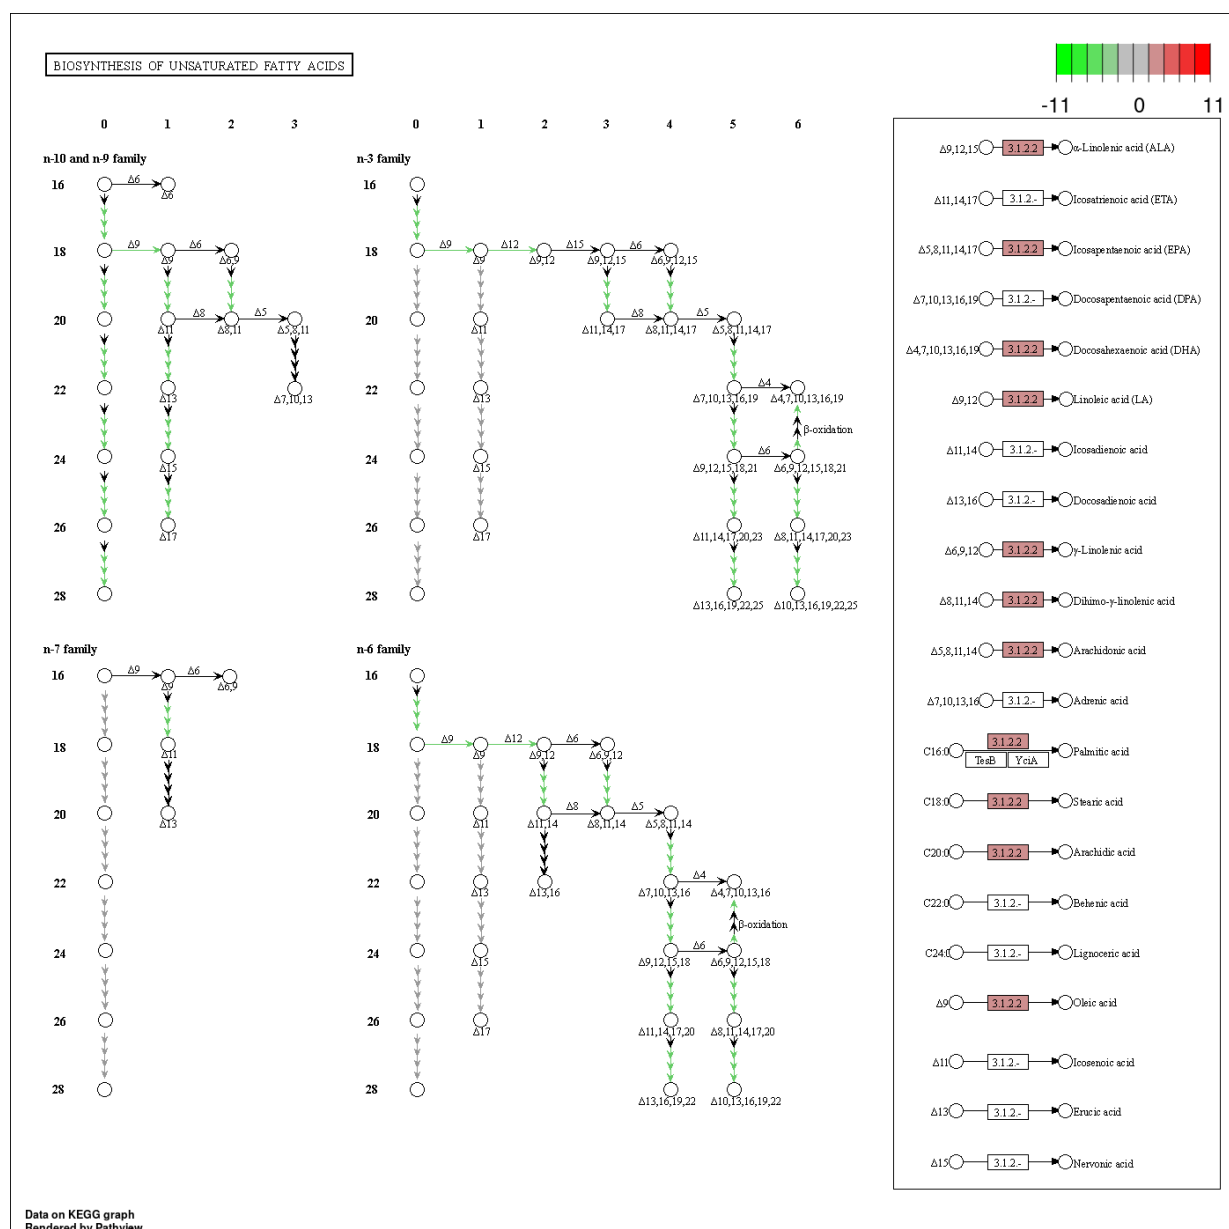 BIOSYNTHESIS OF UNSATURATED FATTY ACIDS
-11 0 11
0 1 2 3
n-10 and n-9 family
16 Δ6 Δ6
18 Δ9 Δ9 Δ6 Δ6,9
20 Δ11 Δ8 Δ8,11 Δ5 Δ5,8,11
22 Δ13 Δ7,10,13
24 Δ15
26 Δ17
28
0 1 2 3 4 5 6
n-3 family
16
18 Δ9 Δ9 Δ12 Δ9,12 Δ15 Δ9,12,15 Δ6 Δ6,9,12,15
20 Δ11 Δ11,14,17 Δ8 Δ8,11,14,17 Δ5 Δ5,8,11,14,17
22 Δ13 Δ7,10,13,16,19 Δ4 Δ4,7,10,13,16,19
β-oxidation
24 Δ15 Δ9,12,15,18,21 Δ6 Δ6,9,12,15,18,21
26 Δ17 Δ11,14,17,20,23 Δ8,11,14,17,20,23
28 Δ13,16,19,22,25 Δ10,13,16,19,22,25
n-7 family
16 Δ9 Δ9 Δ6 Δ6,9
18 Δ11
20 Δ13
22
24
26
28
n-6 family
16
18 Δ9 Δ9 Δ12 Δ9,12 Δ6 Δ6,9,12
20 Δ11 Δ11,14 Δ8 Δ8,11,14 Δ5 Δ5,8,11,14
22 Δ13 Δ13,16 Δ7,10,13,16 Δ4 Δ4,7,10,13,16
β-oxidation
24 Δ15 Δ9,12,15,18 Δ6 Δ6,9,12,15,18
26 Δ17 Δ11,14,17,20 Δ8,11,14,17,20
28 Δ13,16,19,22 Δ10,13,16,19,22
Δ9,12,15 3.1.2.2 α-Linolenic acid (ALA)
Δ11,14,17 3.1.2.- Icosatrienoic acid (ETA)
Δ5,8,11,14,17 3.1.2.2 Icosapentaenoic acid (EPA)
Δ7,10,13,16,19 3.1.2.- Docosapentaenoic acid (DPA)
Δ4,7,10,13,16,19 3.1.2.2 Docosahexaenoic acid (DHA)
Δ9,12 3.1.2.2 Linoleic acid (LA)
Δ11,14 3.1.2.- Icosadienoic acid
Δ13,16 3.1.2.- Docosadienoic acid
Δ6,9,12 3.1.2.2 γ-Linolenic acid
Δ8,11,14 3.1.2.2 Dihimo-γ-linolenic acid
Δ5,8,11,14 3.1.2.2 Arachidonic acid
Δ7,10,13,16 3.1.2.- Adrenic acid
C16:0 3.1.2.2 TesB YciA Palmitic acid
C18:0 3.1.2.2 Stearic acid
C20:0 3.1.2.2 Arachidic acid
C22:0 3.1.2.- Behenic acid
C24:0 3.1.2.- Lignoceric acid
Δ9 3.1.2.2 Oleic acid
Δ11 3.1.2.- Icosenoic acid
Δ13 3.1.2.- Erucic acid
Δ15 3.1.2.- Nervonic acid
Data on KEGG graph
Rendered by Pathview